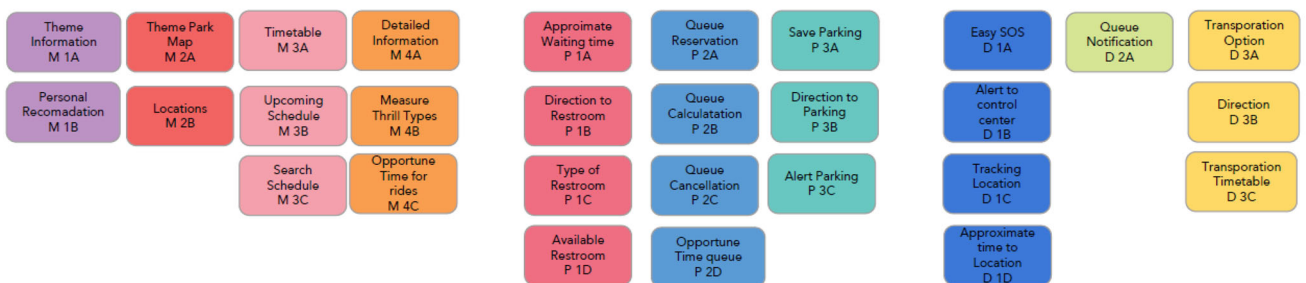 Theme
Information
M 1A
Theme Park
Map
M 2A
Timetable
M 3A
Detailed
Information
M 4A
Approimate
Waiting time
P 1A
Queue
Reservation
P 2A
Save Parking
P 3A
Easy SOS
D 1A
Queue
Notification
D 2A
Transporation
Option
D 3A
Personal
Recomadation
M 1B
Locations
M 2B
Upcoming
Schedule
M 3B
Measure
Thrill Types
M 4B
Direction to
Restroom
P 1B
Queue
Calculatation
P 2B
Direction to
Parking
P 3B
Alert to
control
center
D 1B
Direction
D 3B
Search
Schedule
M 3C
Opportune
Time for
rides
M 4C
Type of
Restroom
P 1C
Queue
Cancellation
P 2C
Alert Parking
P 3C
Tracking
Location
D 1C
Transporation
Timetable
D 3C
Available
Restroom
P 1D
Opportune
Time queue
P 2D
Approximate
time to
Location
D 1D